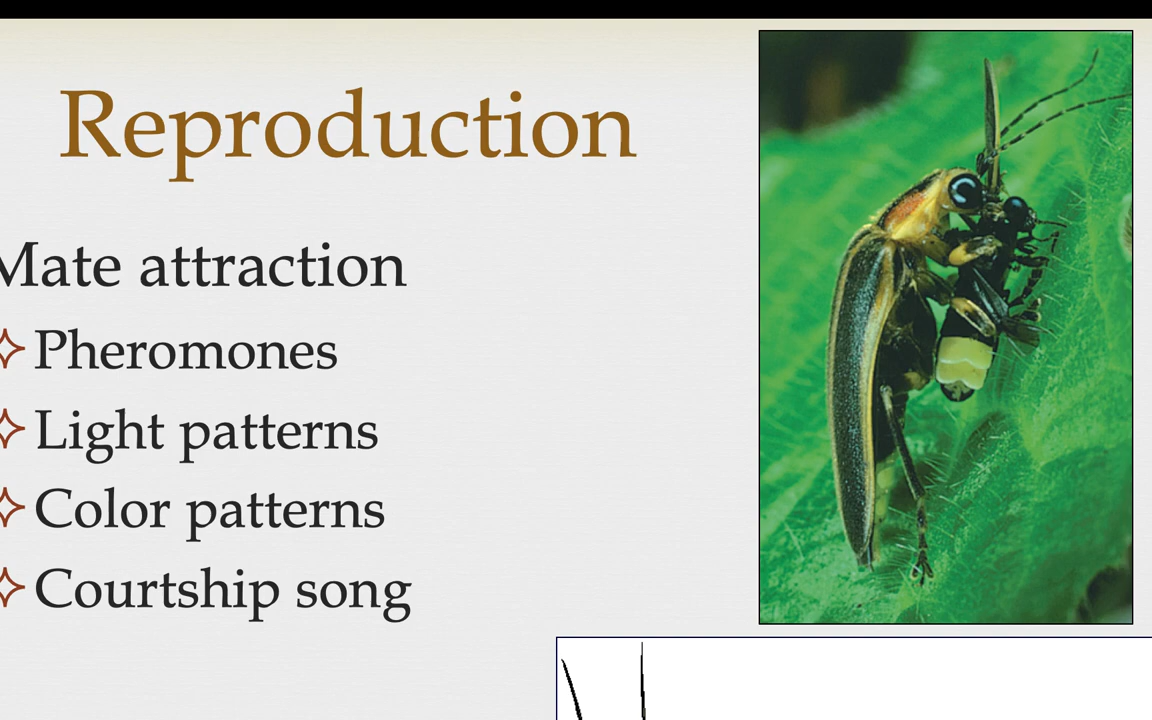 Reproduction
Mate attraction
Pheromones
Light patterns
Color patterns
Courtship song